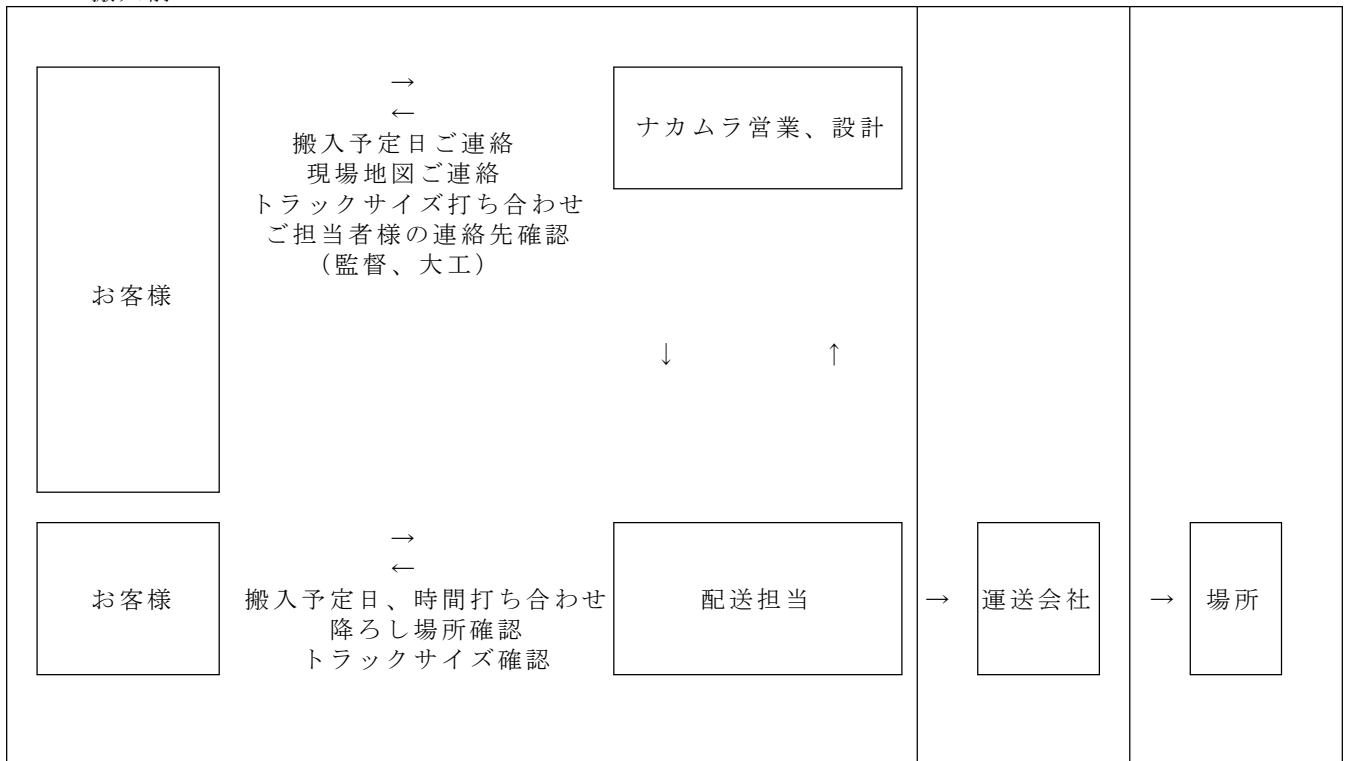 →
←
ナカムラ営業、設計
搬入予定日ご連絡
現場地図ご連絡
トラックサイズ打ち合わせ
ご担当者様の連絡先確認
(監督、大工)
お客様
↓ ↑
→
←
お客様
搬入予定日、時間打ち合わせ
配送担当
→
運送会社
→
場所
降ろし場所確認
トラックサイズ確認